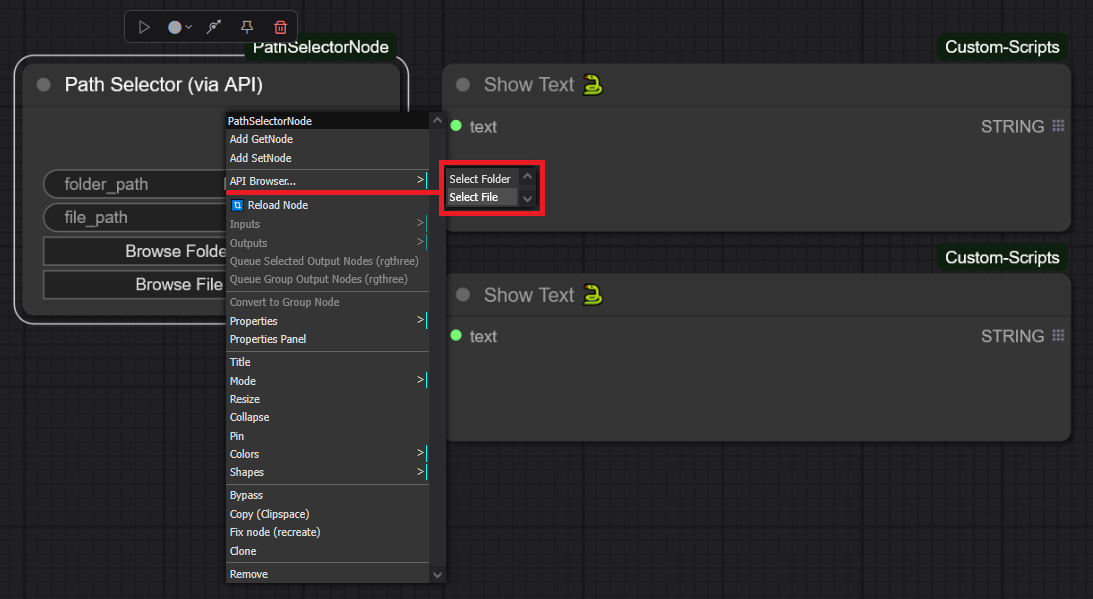 PathSelectorNode
Custom-Scripts
Path Selector (via API)
Show Text
text
STRING
folder_path
file_path
Browse Folde
Browse File
PathSelectorNode
Add GetNode
Add SetNode
API Browser...
>
Select Folder
Select File
Reload Node
Inputs
>
Outputs
>
Queue Selected Output Nodes (rgthree)
Queue Group Output Nodes (rgthree)
Convert to Group Node
Properties
>
Properties Panel
Title
Mode
>
Resize
Collapse
Pin
Colors
>
Shapes
>
Bypass
Copy (Clipspace)
Fix node (recreate)
Clone
Remove
Custom-Scripts
Show Text
text
STRING